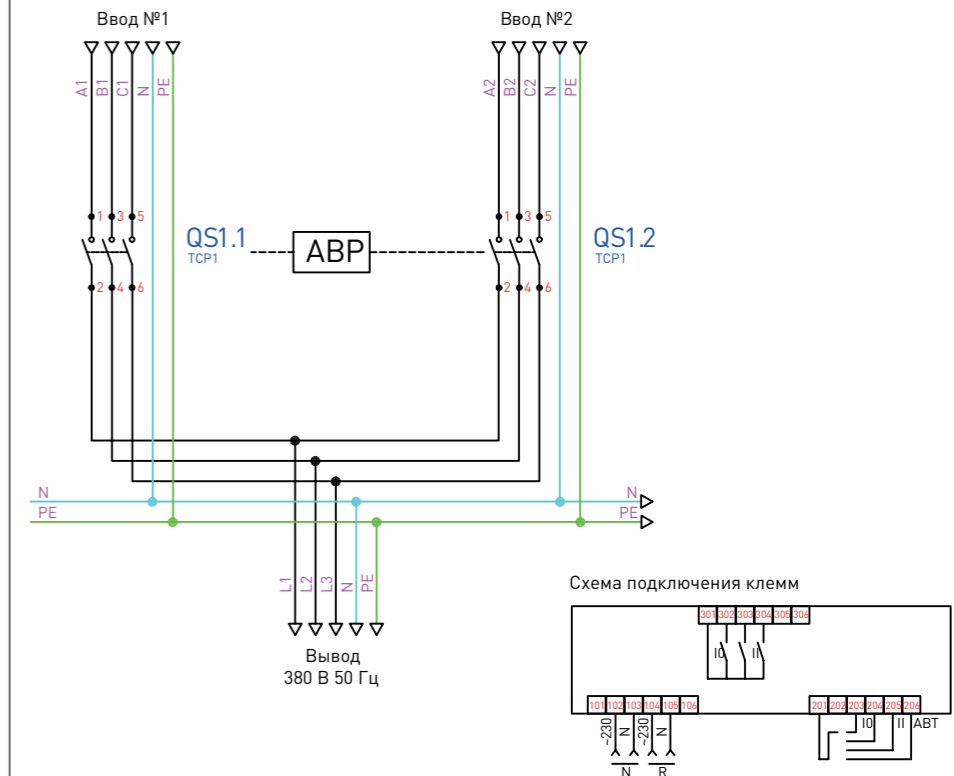 Ввод №1
Ввод №2
A1 B1 C1 N PE
A2 B2 C2 N PE
1 3 5
1 3 5
QS1.1
TCP1
АВР
QS1.2
TCP1
2 4 6
2 4 6
N
N
PE
PE
L1 L2 L3 N PE
Вывод
380 В 50 Гц
Схема подключения клемм
301 302 303 304 305 306
I0 II
101 102 103 104 105 106
201 202 203 204 205 206
~230 N ~230 N
I0 II АВТ
N R